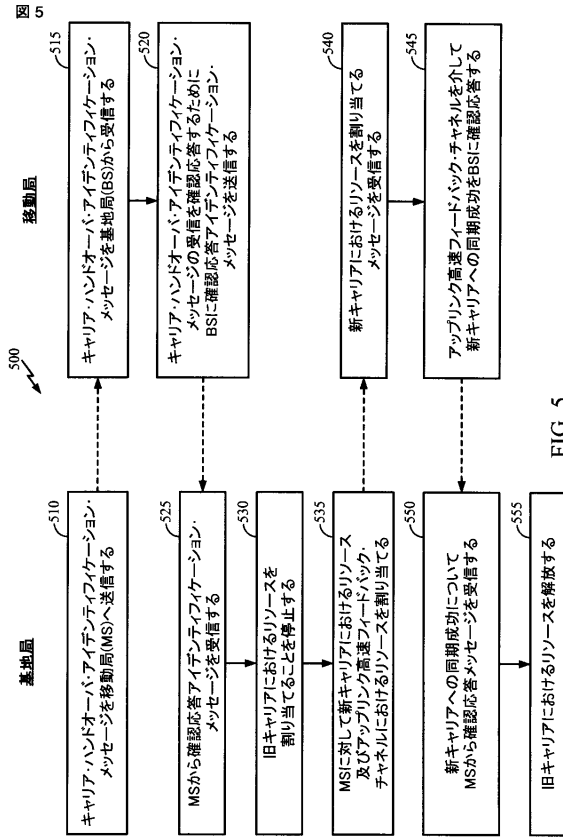 図5
500
基地局
移動局
510
キャリア・ハンドオーバ・アイデンティフィケーション・
メッセージを移動局(MS)へ送信する
515
キャリア・ハンドオーバ・アイデンティフィケーション・
メッセージを基地局(BS)から受信する
520
キャリア・ハンドオーバ・アイデンティフィケーション・
メッセージの受信を確認応答するために
BSに確認応答アイデンティフィケーション・
メッセージを送信する
525
MSから確認応答アイデンティフィケーション・
メッセージを受信する
530
旧キャリアにおけるリソースを
割り当てることを停止する
535
MSに対して新キャリアにおけるリソース
及びアップリンク高速フィードバック・
チャネルにおけるリソースを割り当てる
540
新キャリアにおけるリソースを割り当てる
メッセージを受信する
545
アップリンク高速フィードバック・チャネルを介して
新キャリアへの同期成功をBSに確認応答する
550
新キャリアへの同期成功について
MSから確認応答メッセージを受信する
555
旧キャリアにおけるリソースを解放する
FIG. 5